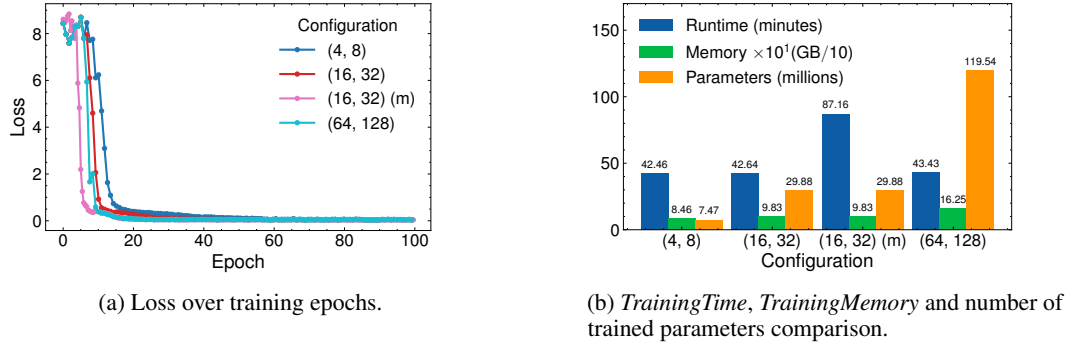 Loss
8
6
4
2
0
0
20
40
60
80
100
Epoch
Configuration
(4, 8)
(16, 32)
(16, 32) (m)
(64, 128)
(a) Loss over training epochs.
150
100
50
0
Runtime (minutes)
Memory ×10¹(GB/10)
Parameters (millions)
42.46
8.46
7.47
42.64
9.83
29.88
87.16
9.83
29.88
43.43
16.25
119.54
(4, 8)
(16, 32)
(16, 32) (m)
(64, 128)
Configuration
(b) TrainingTime, TrainingMemory and number of
trained parameters comparison.